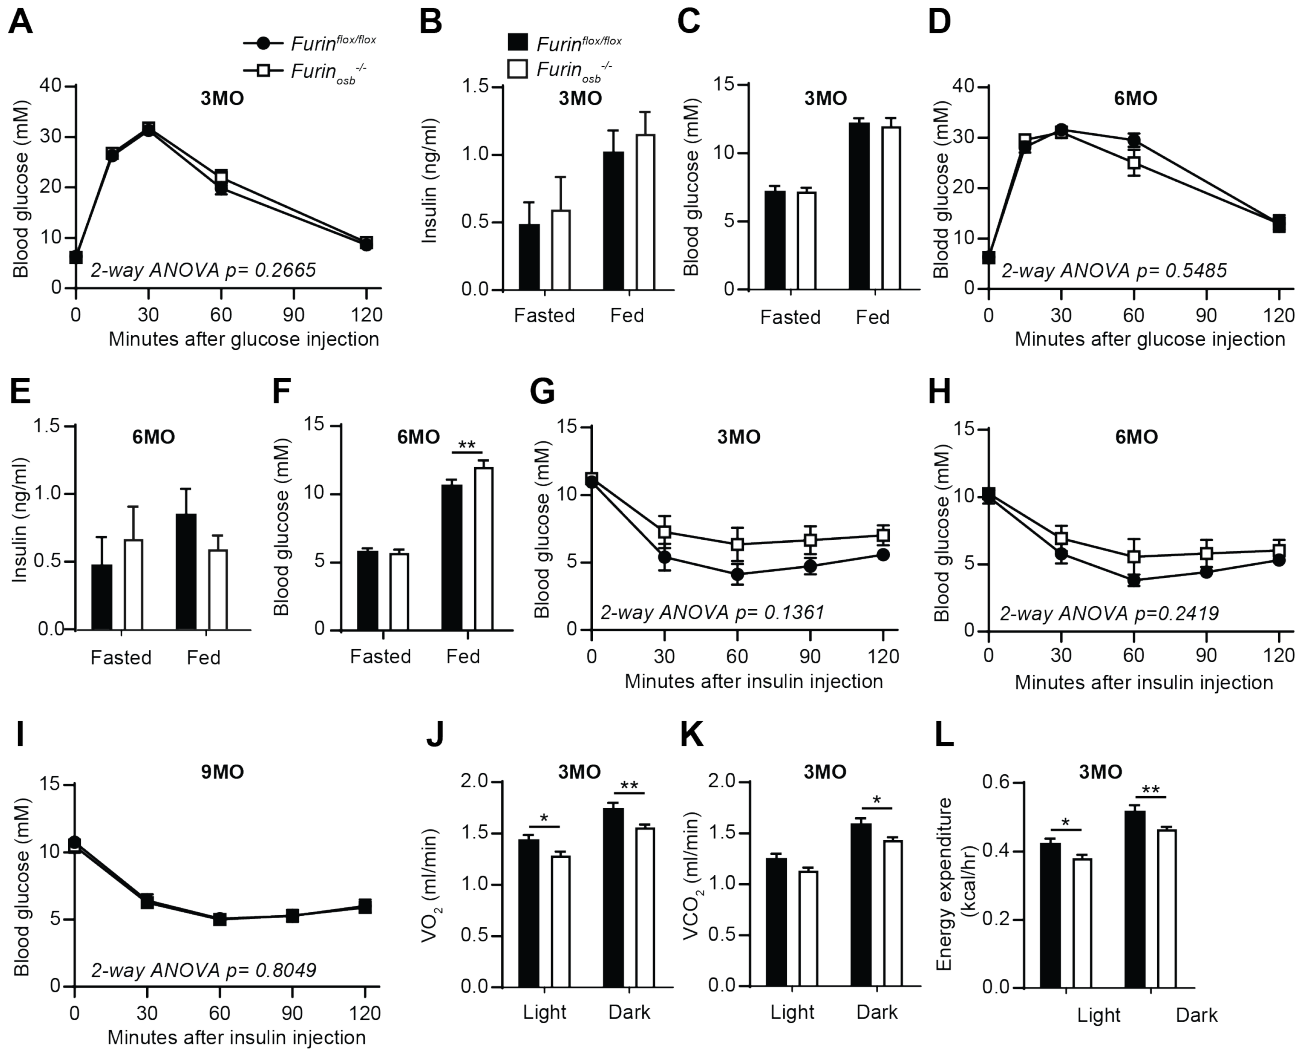 A
Furin flox/flox
Furin osb -/-
3MO
Blood glucose (mM)
40
30
20
10
0
2-way ANOVA p= 0.2665
0 30 60 90 120
Minutes after glucose injection
B
Furin flox/flox
Furin osb -/-
3MO
Insulin (ng/ml)
1.5
1.0
0.5
0.0
Fasted Fed
C
3MO
Blood glucose (mM)
15
10
5
0
Fasted Fed
D
6MO
Bloodd glucose (mM)
40
30
20
10
0
2-way ANOVA p= 0.5485
0 30 60 90 120
Minutes after glucose injection
E
6MO
Insulin (ng/ml)
1.5
1.0
0.5
0.0
Fasted Fed
F
6MO
**
Blood glucose (mM)
15
10
5
0
Fasted Fed
G
3MO
Blood glucose (mM)
15
10
5
0
2-way ANOVA p= 0.1361
0 30 60 90 120
Minutes after insulin injection
H
6MO
Blood glucose (mM)
15
10
5
0
2-way ANOVA p=0.2419
0 30 60 90 120
Minutes after insulin injection
I
9MO
Blood glucose (mM)
15
10
5
0
2-way ANOVA p= 0.8049
0 30 60 90 120
Minutes after insulin injection
J
3MO
* **
VO2 (ml/min)
2.0
1.5
1.0
0.5
0.0
Light Dark
K
3MO
*
VCO2 (ml/min)
2.0
1.5
1.0
0.5
0.0
Light Dark
L
3MO
* **
Energy expenditure
(kcal/hr)
0.6
0.4
0.2
0.0
Light Dark